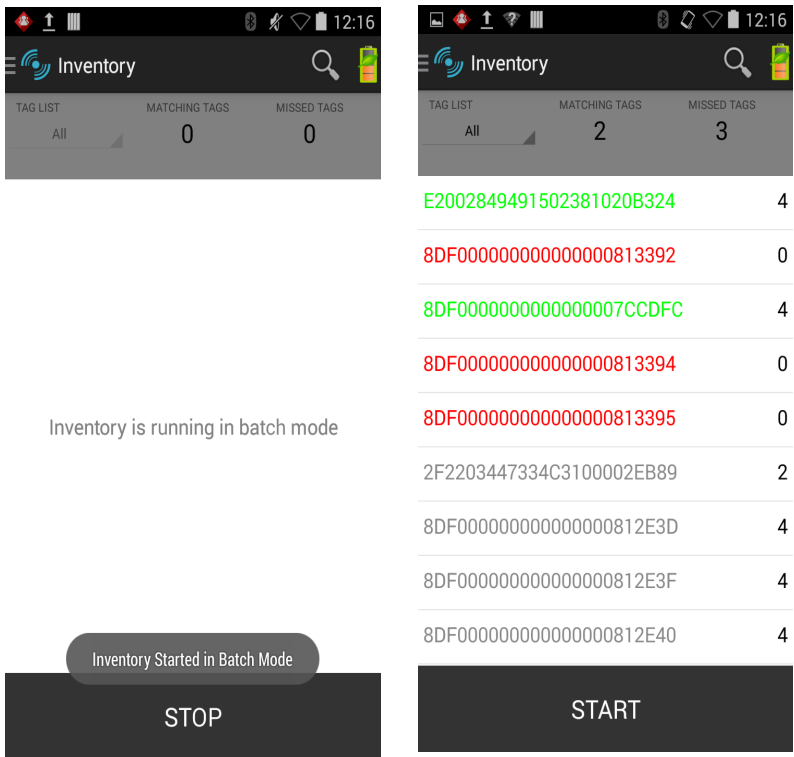 12:16
Inventory
TAG LIST MATCHING TAGS MISSED TAGS
All 0 0
Inventory is running in batch mode
Inventory Started in Batch Mode
STOP
12:16
Inventory
TAG LIST MATCHING TAGS MISSED TAGS
All 2 3
E2002849491502381020B324 4
8DF000000000000000813392 0
8DF0000000000000007CCDFC 4
8DF000000000000000813394 0
8DF000000000000000813395 0
2F2203447334C3100002EB89 2
8DF000000000000000812E3D 4
8DF000000000000000812E3F 4
8DF000000000000000812E40 4
START